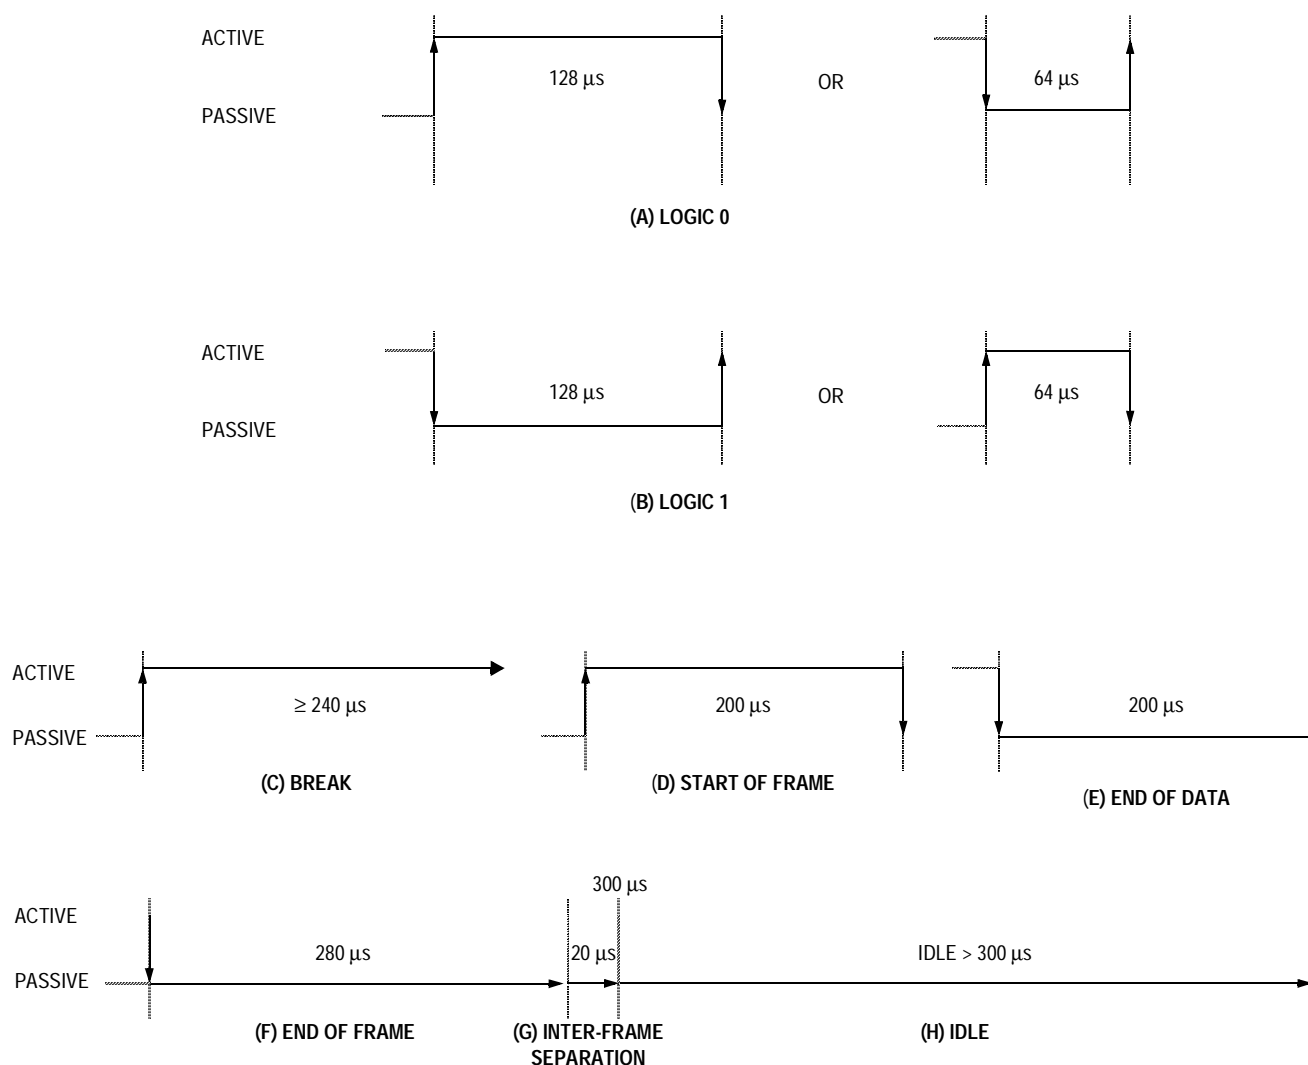 ACTIVE
128 μs
64 μs
OR
PASSIVE
(A) LOGIC 0
ACTIVE
128 μs
64 μs
OR
PASSIVE
(B) LOGIC 1
ACTIVE
≥ 240 μs
200 μs
200 μs
PASSIVE
(C) BREAK
(D) START OF FRAME
(E) END OF DATA
300 μs
ACTIVE
280 μs
20 μs
IDLE > 300 μs
PASSIVE
(F) END OF FRAME
(G) INTER-FRAME
SEPARATION
(H) IDLE